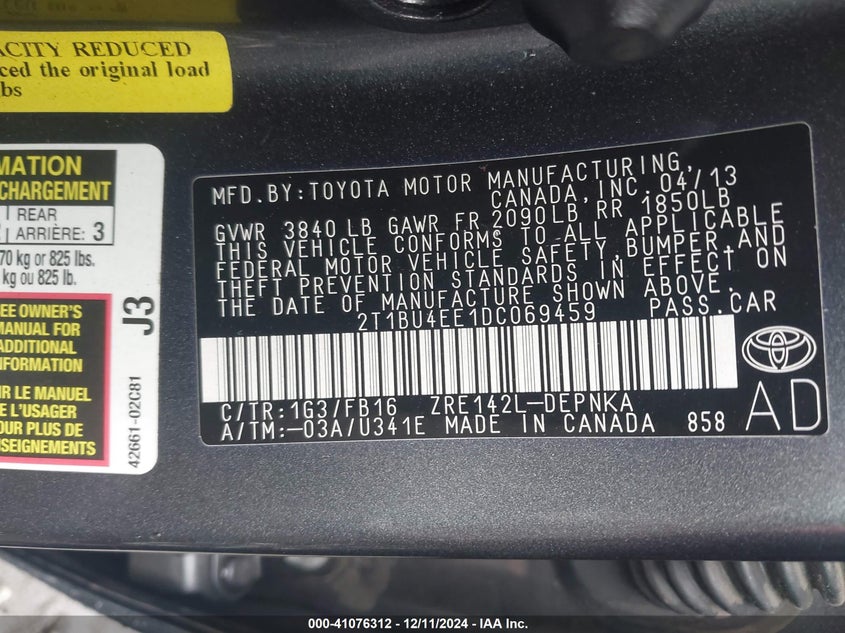 ACITY REDUCED
ced the original load
bs
MATION
CHARGEMENT
REAR
ARRIÈRE: 3
70 kg or 825 lbs.
kg ou 825 lb.
EE OWNER'S
MANUAL FOR
ADDITIONAL
NFORMATION
IR LE MANUEL
E L'USAGER
OUR PLUS DE
SEIGNEMENTS
J3
42661-02C81
MFD.BY:TOYOTA MOTOR MANUFACTURING,
CANADA, INC. 04/13
GVWR 3840 LB GAWR FR 2090LB, RR 1850LB
THIS VEHICLE CONFORMS TO ALL APPLICABLE
FEDERAL MOTOR VEHICLE SAFETY,BUMPER,AND
THEFT PREVENTION STANDARDS IN EFFECT ON
THE DATE OF MANUFACTURE SHOWN ABOVE.
2T1BU4EE1DC069459 PASS.CAR
C/TR:1G3/FB16 ZRE142L-DEPNKA
A/TM:-03A/U341E MADE IN CANADA 858
AD
000-41076312 - 12/11/2024 - IAA Inc.